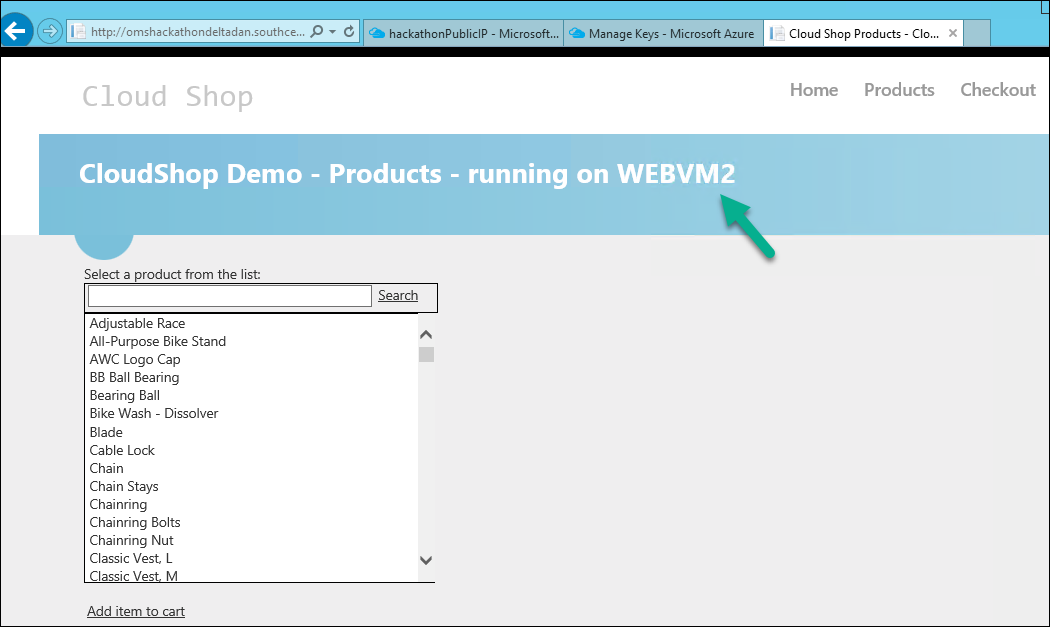 http://omshackathondeltadan.southce...
hackathonPublicIP - Microsoft...
Manage Keys - Microsoft Azure
Cloud Shop Products - Clo...
Cloud Shop
Home
Products
Checkout
CloudShop Demo - Products - running on WEBVM2
Select a product from the list:
Search
Adjustable Race
All-Purpose Bike Stand
AWC Logo Cap
BB Ball Bearing
Bearing Ball
Bike Wash - Dissolver
Blade
Cable Lock
Chain
Chain Stays
Chainring
Chainring Bolts
Chainring Nut
Classic Vest, L
Classic Vest, M
Add item to cart